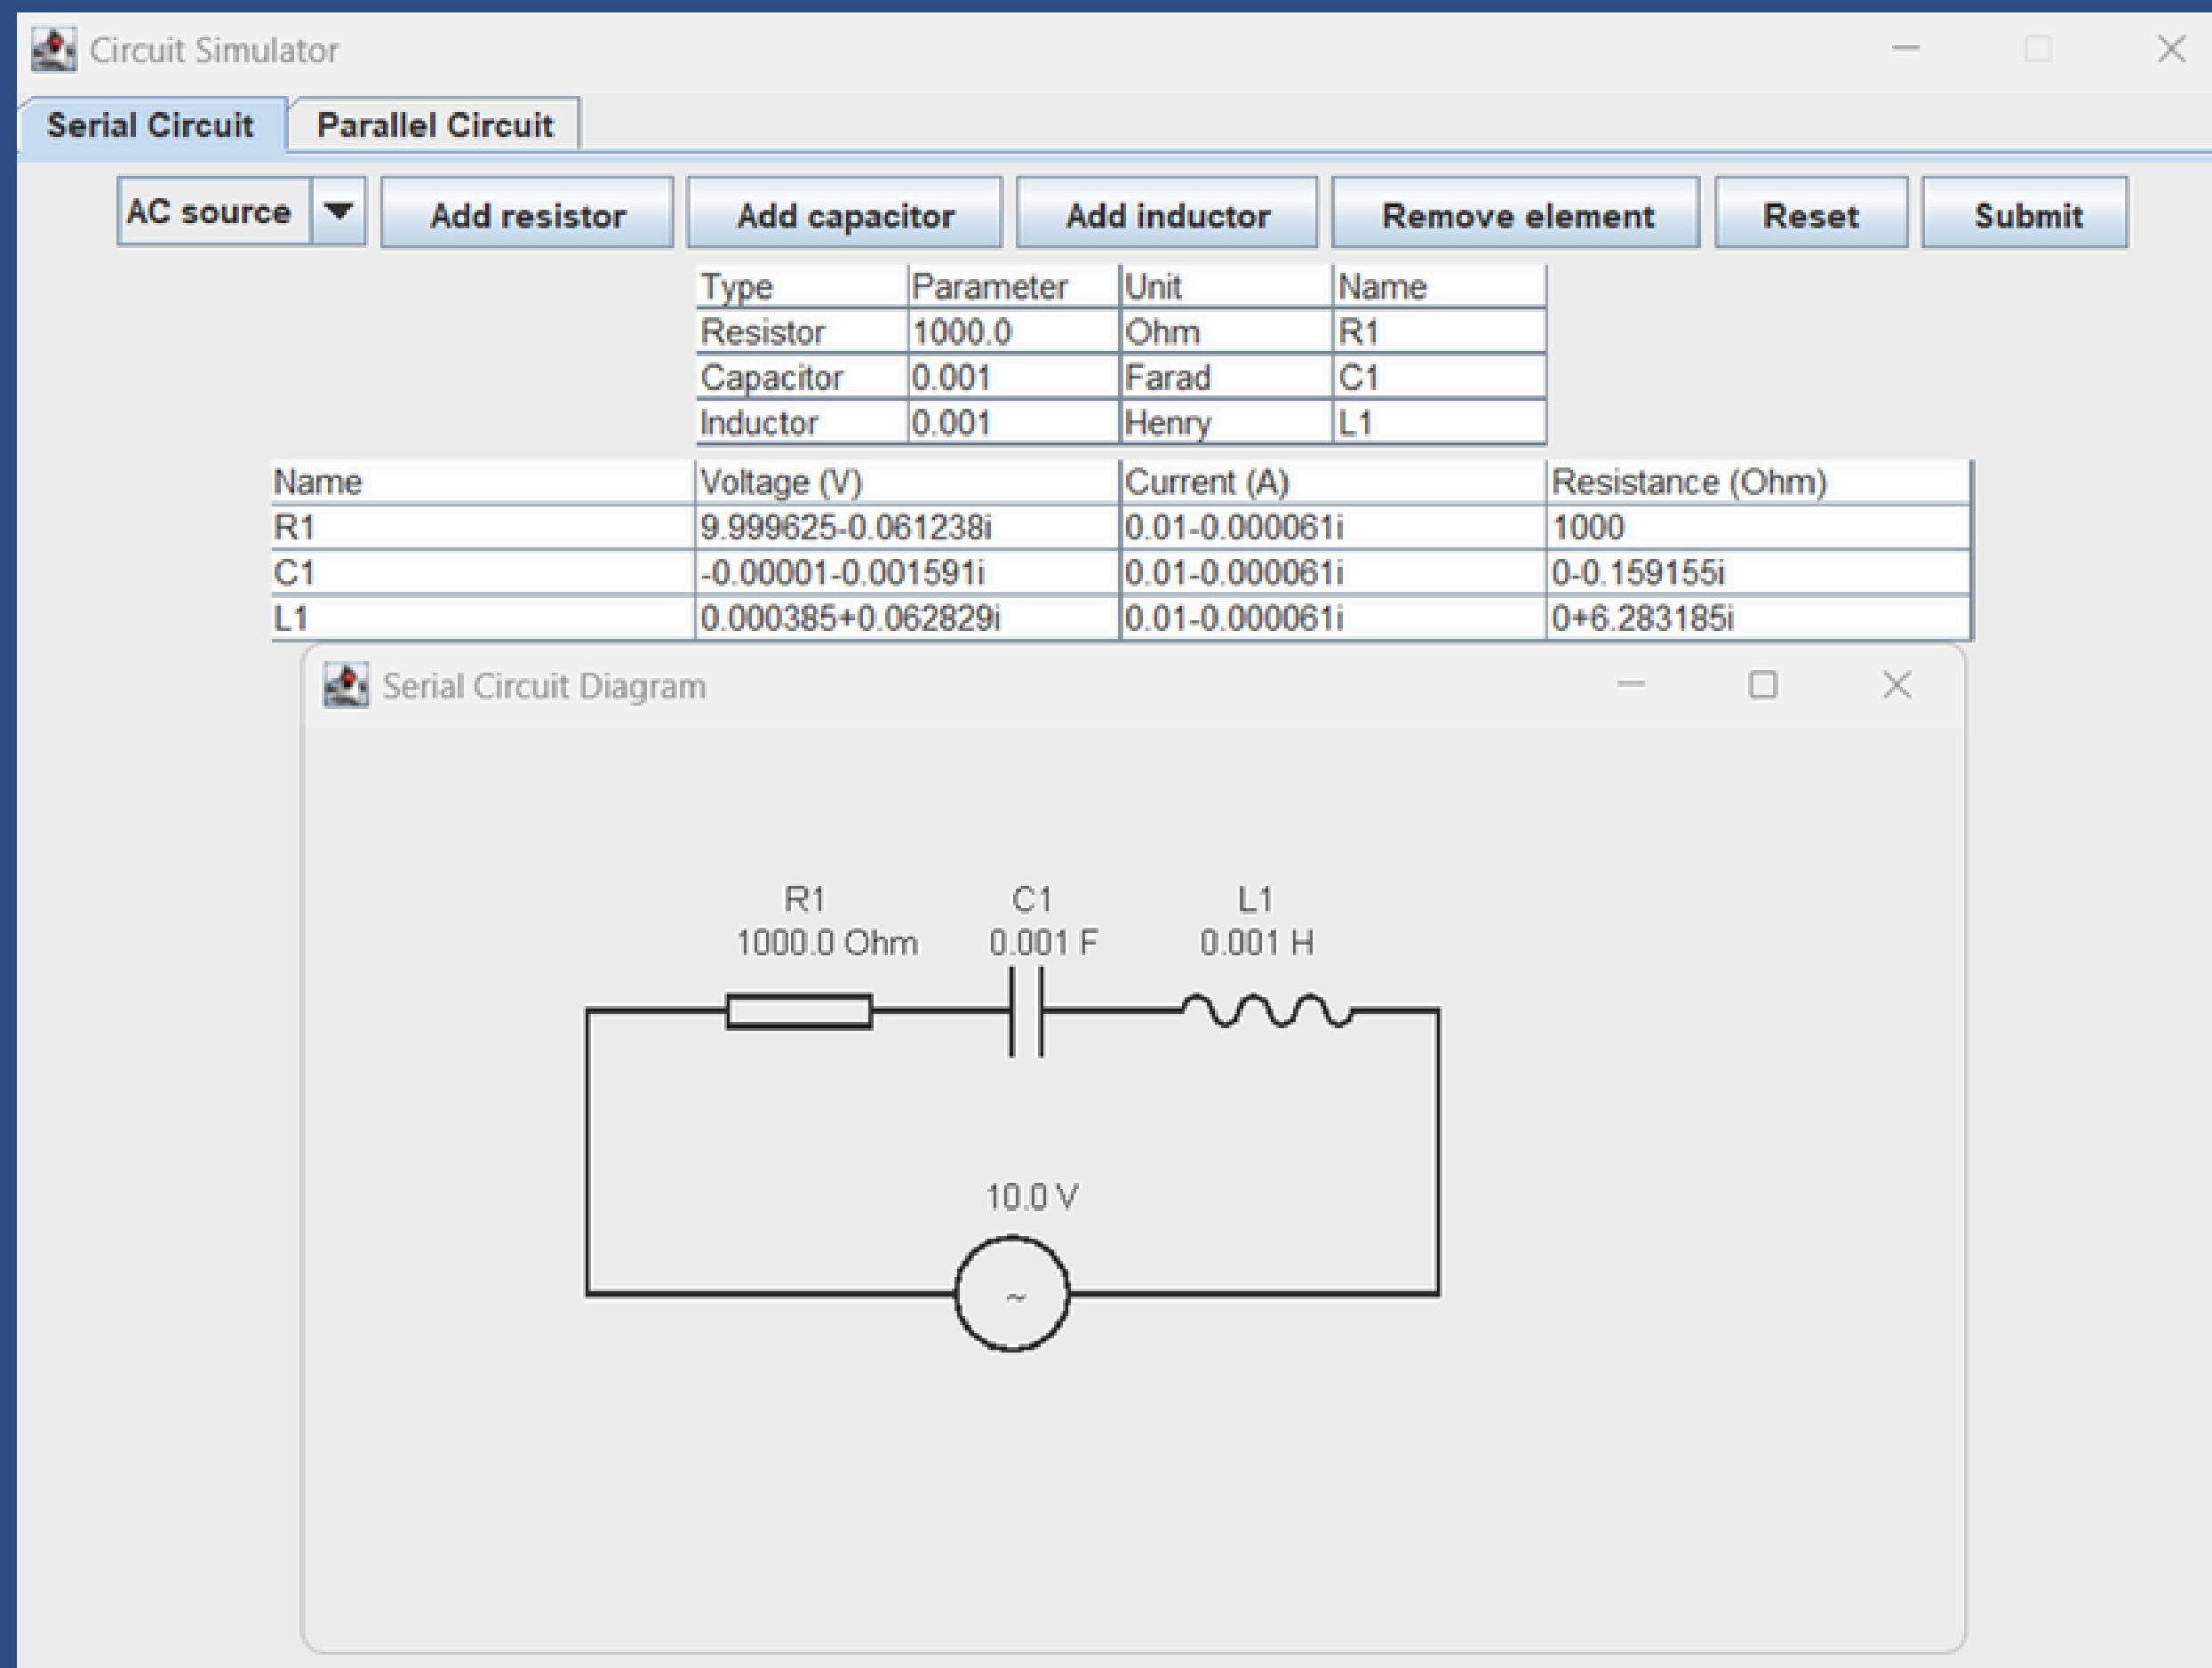 Circuit Simulator
Serial Circuit Parallel Circuit
AC source Add resistor Add capacitor Add inductor Remove element Reset Submit
Type Parameter Unit Name
Resistor 1000.0 Ohm R1
Capacitor 0.001 Farad C1
Inductor 0.001 Henry L1
Name Voltage (V) Current (A) Resistance (Ohm)
R1 9.999625-0.061238i 0.01-0.000061i 1000
C1 -0.00001-0.001591i 0.01-0.000061i 0-0.159155i
L1 0.000385+0.062829i 0.01-0.000061i 0+6.283185i
Serial Circuit Diagram
R1 C1 L1
1000.0 Ohm 0.001 F 0.001 H
10.0 V
~